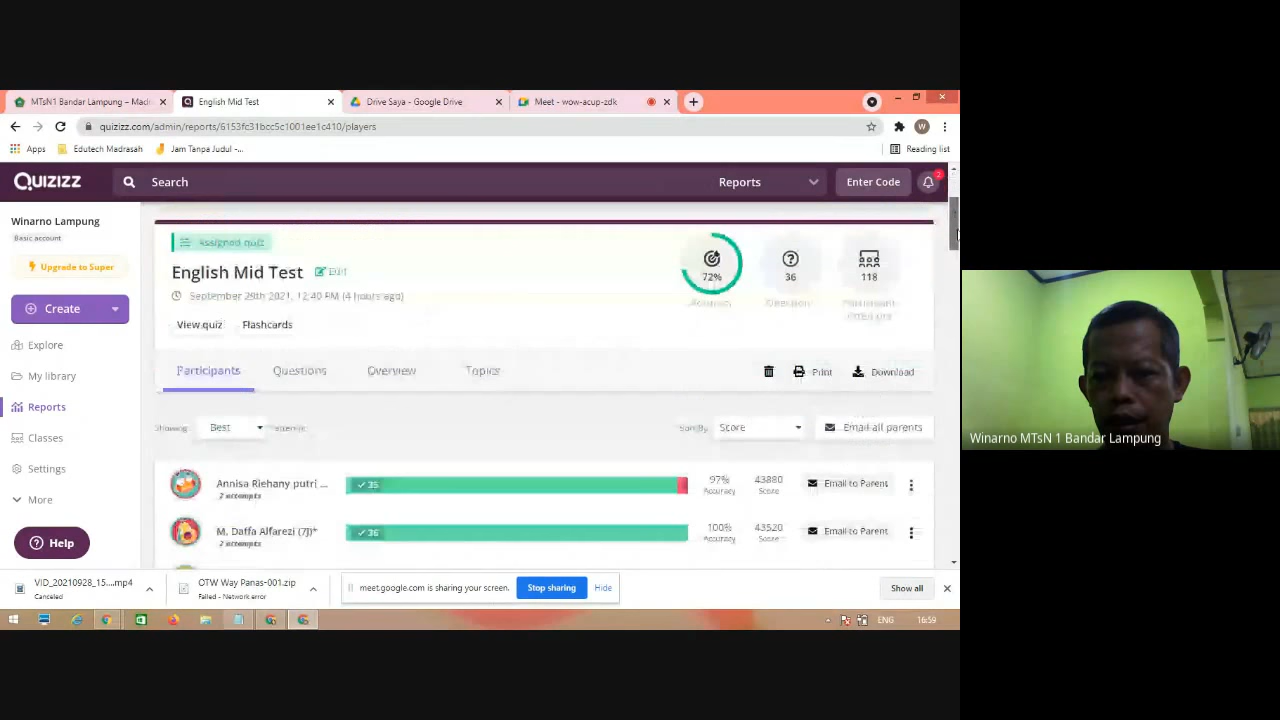 MTsN1 Bandar Lampung – Mad
English Mid Test
Drive Saya - Google Drive
Meet - wow-acup-zdk
quizizz.com/admin/reports/6153fc31bcc5c1001ee1c410/players
Apps
Edutech Madrasah
Jam Tanpa Judul -...
Reading list
QUIZIZZ
Search
Reports
Enter Code
2
Winarno Lampung
Basic account
Upgrade to Super
Create
Explore
My library
Reports
Classes
Settings
More
Help
Assigned quiz
English Mid Test
Edit
September 29th 2021, 12:40 PM (4 hours ago)
View quiz
Flashcards
72%
Accuracy
36
Question
118
Participant
Participants
Questions
Overview
Topics
Print
Download
Showing
Best
Sort By
Score
Email all parents
Annisa Riehany putri ...
2 attempts
35
97%
Accuracy
43880
Score
Email to Parent
M, Daffa Alfarezi (7J)*
2 attempts
36
100%
Accuracy
43520
Score
Email to Parent
VID_20210928_15....mp4
Canceled
OTW Way Panas-001.zip
Failed - Network error
meet.google.com is sharing your screen.
Stop sharing
Hide
Show all
ENG
16:59
W
Winarno MTsN 1 Bandar Lampung